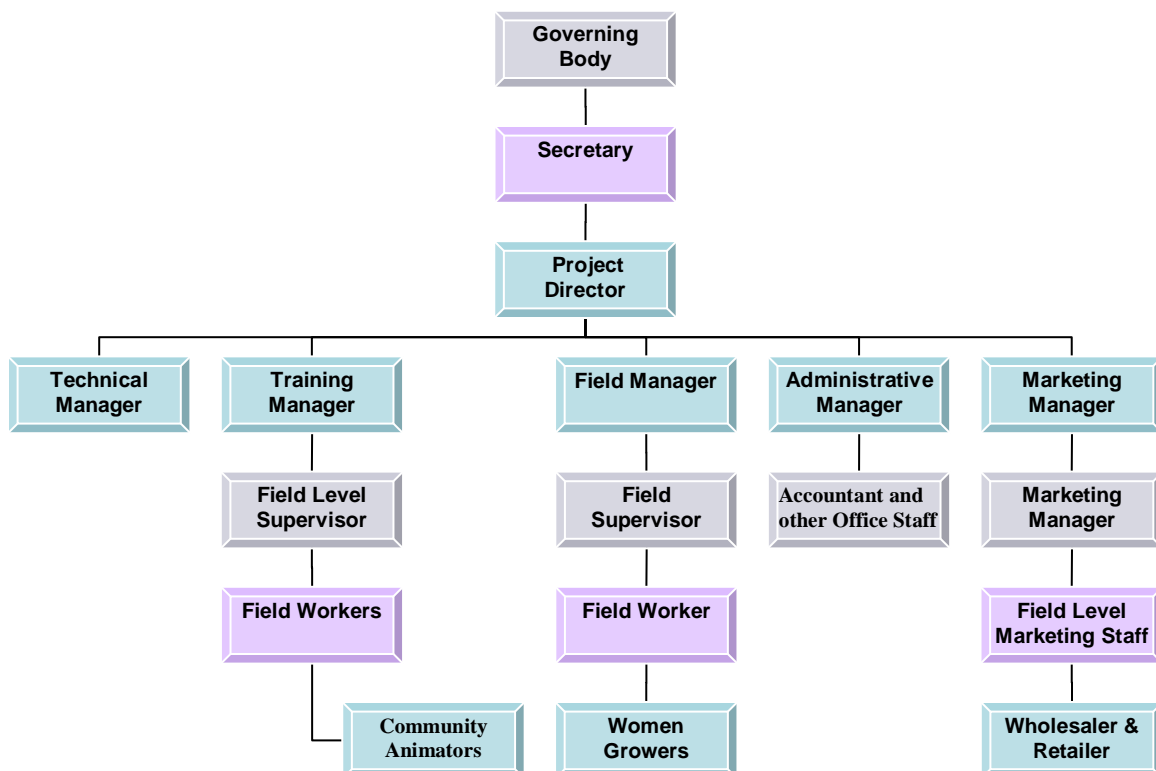 Governing
Body
Secretary
Project
Director
Technical
Manager
Training
Manager
Field Manager
Administrative
Manager
Marketing
Manager
Field Level
Supervisor
Field
Supervisor
Accountant and
other Office Staff
Marketing
Manager
Field Workers
Field Worker
Field Level
Marketing Staff
Community
Animators
Women
Growers
Wholesaler &
Retailer